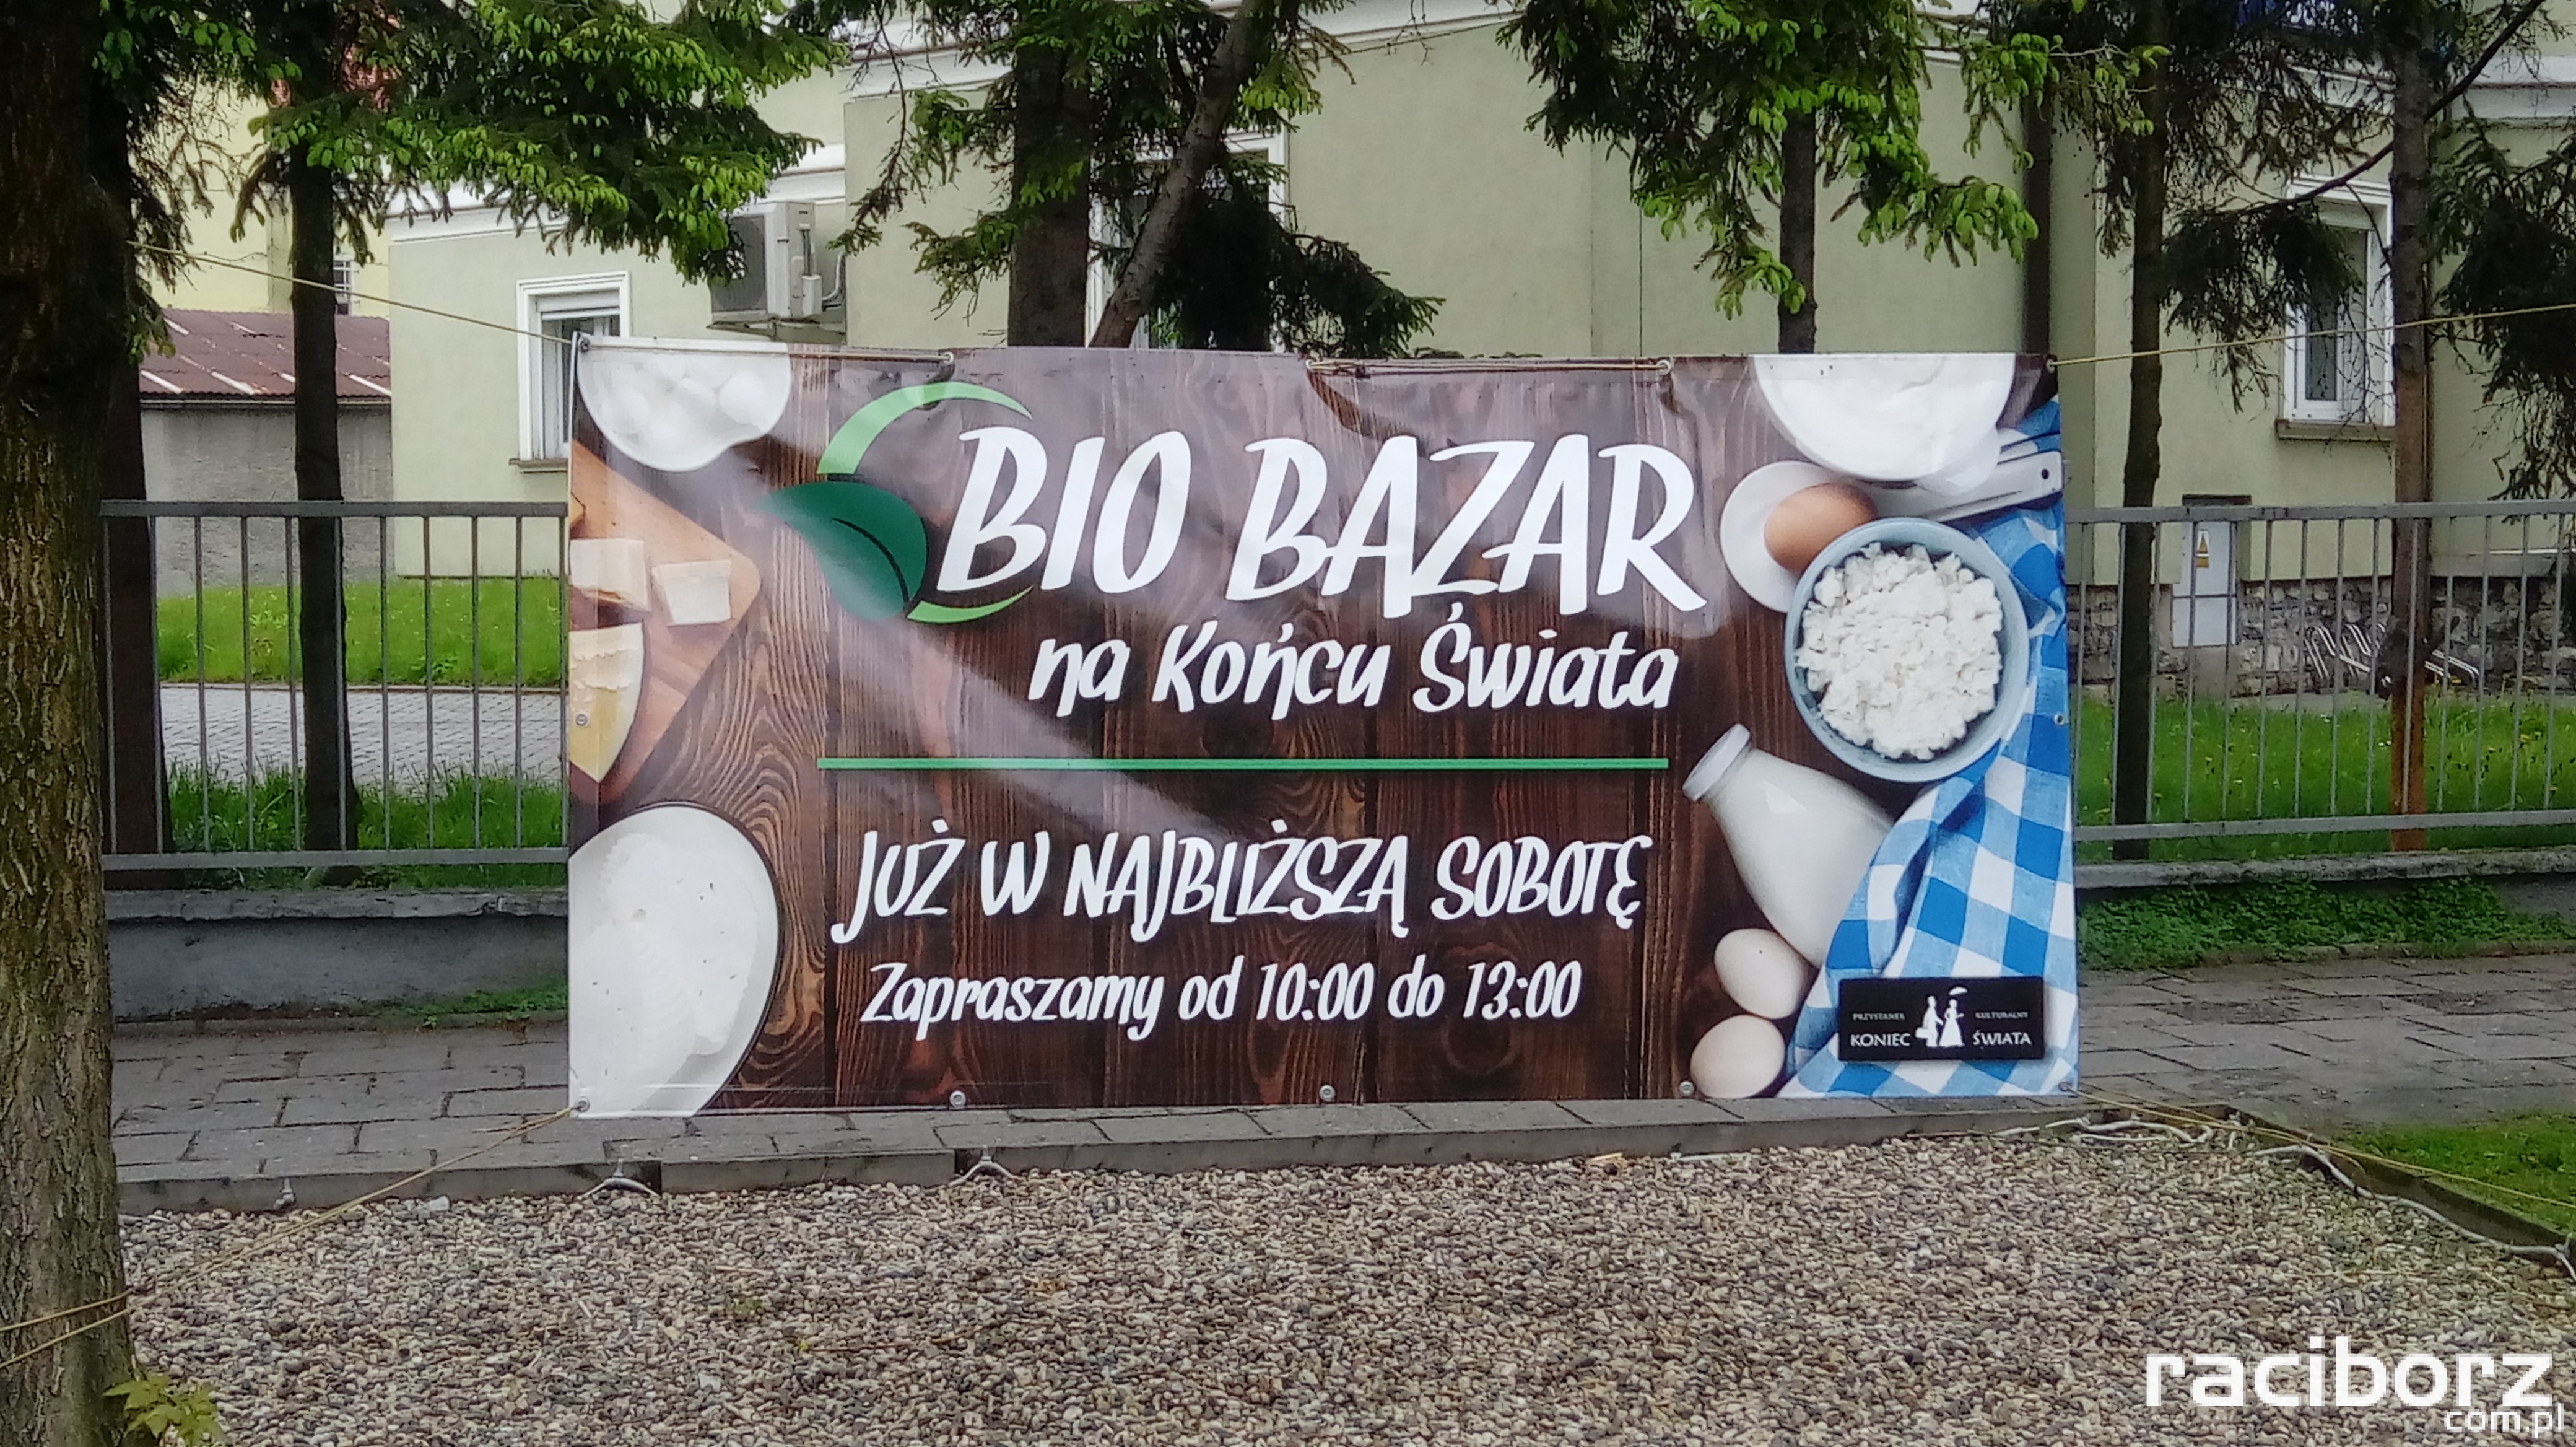 BIO BAZAR
na Końcu Świata
JUŻ W NAJBLIŻSZĄ SOBOTĘ
Zapraszamy od 10:00 do 13:00
PRZYSTANEK KULTURALNY
KONIEC ŚWIATA
raciborz
com.pl